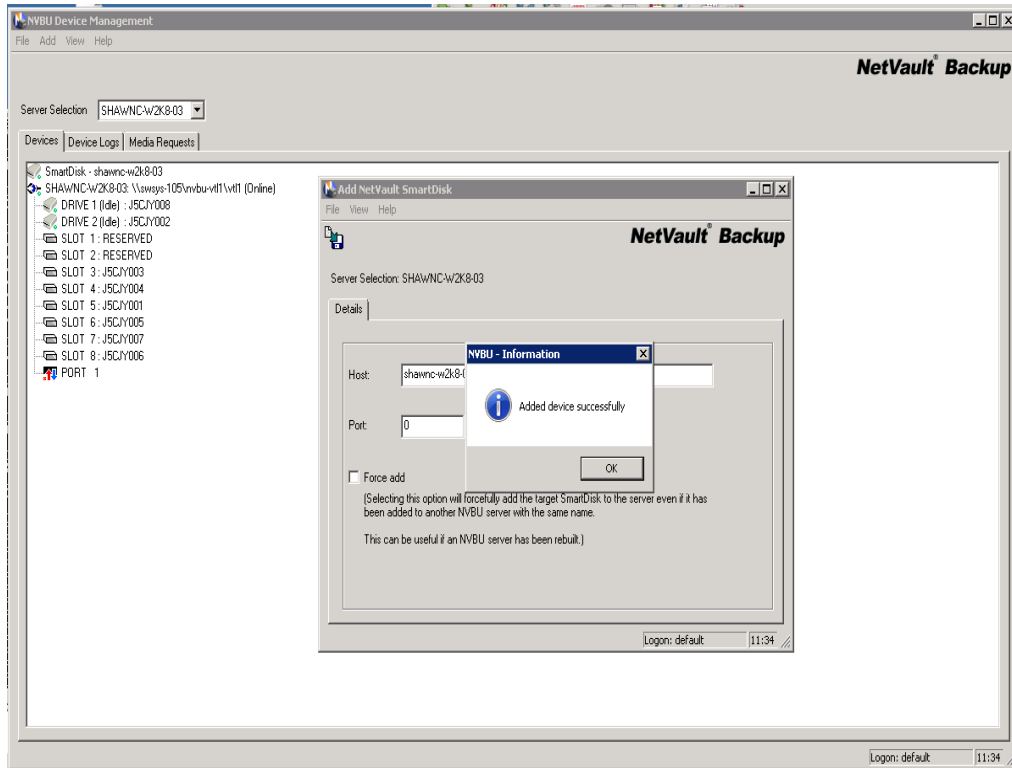 NVBU Device Management
File Add View Help
NetVault® Backup
Server Selection SHAWNC-W2K8-03
Devices Device Logs Media Requests
SmartDisk - shawnc-w2k8-03
SHAWNC-W2K8-03: \\swsys-105\nvbu-vtl1\vtl1 (Online)
DRIVE 1 (Idle) : J5CJY008
DRIVE 2 (Idle) : J5CJY002
SLOT 1 : RESERVED
SLOT 2 : RESERVED
SLOT 3 : J5CJY003
SLOT 4 : J5CJY004
SLOT 5 : J5CJY001
SLOT 6 : J5CJY005
SLOT 7 : J5CJY007
SLOT 8 : J5CJY006
PORT 1
Add NetVault SmartDisk
File View Help
NetVault® Backup
Server Selection: SHAWNC-W2K8-03
Details
Host: shawnc-w2k8-
Port: 0
Force add
(Selecting this option will forcefully add the target SmartDisk to the server even if it has
been added to another NVBU server with the same name.
This can be useful if an NVBU server has been rebuilt.)
NVBU - Information
Added device successfully
OK
Logon: default 11:34
Logon: default 11:34